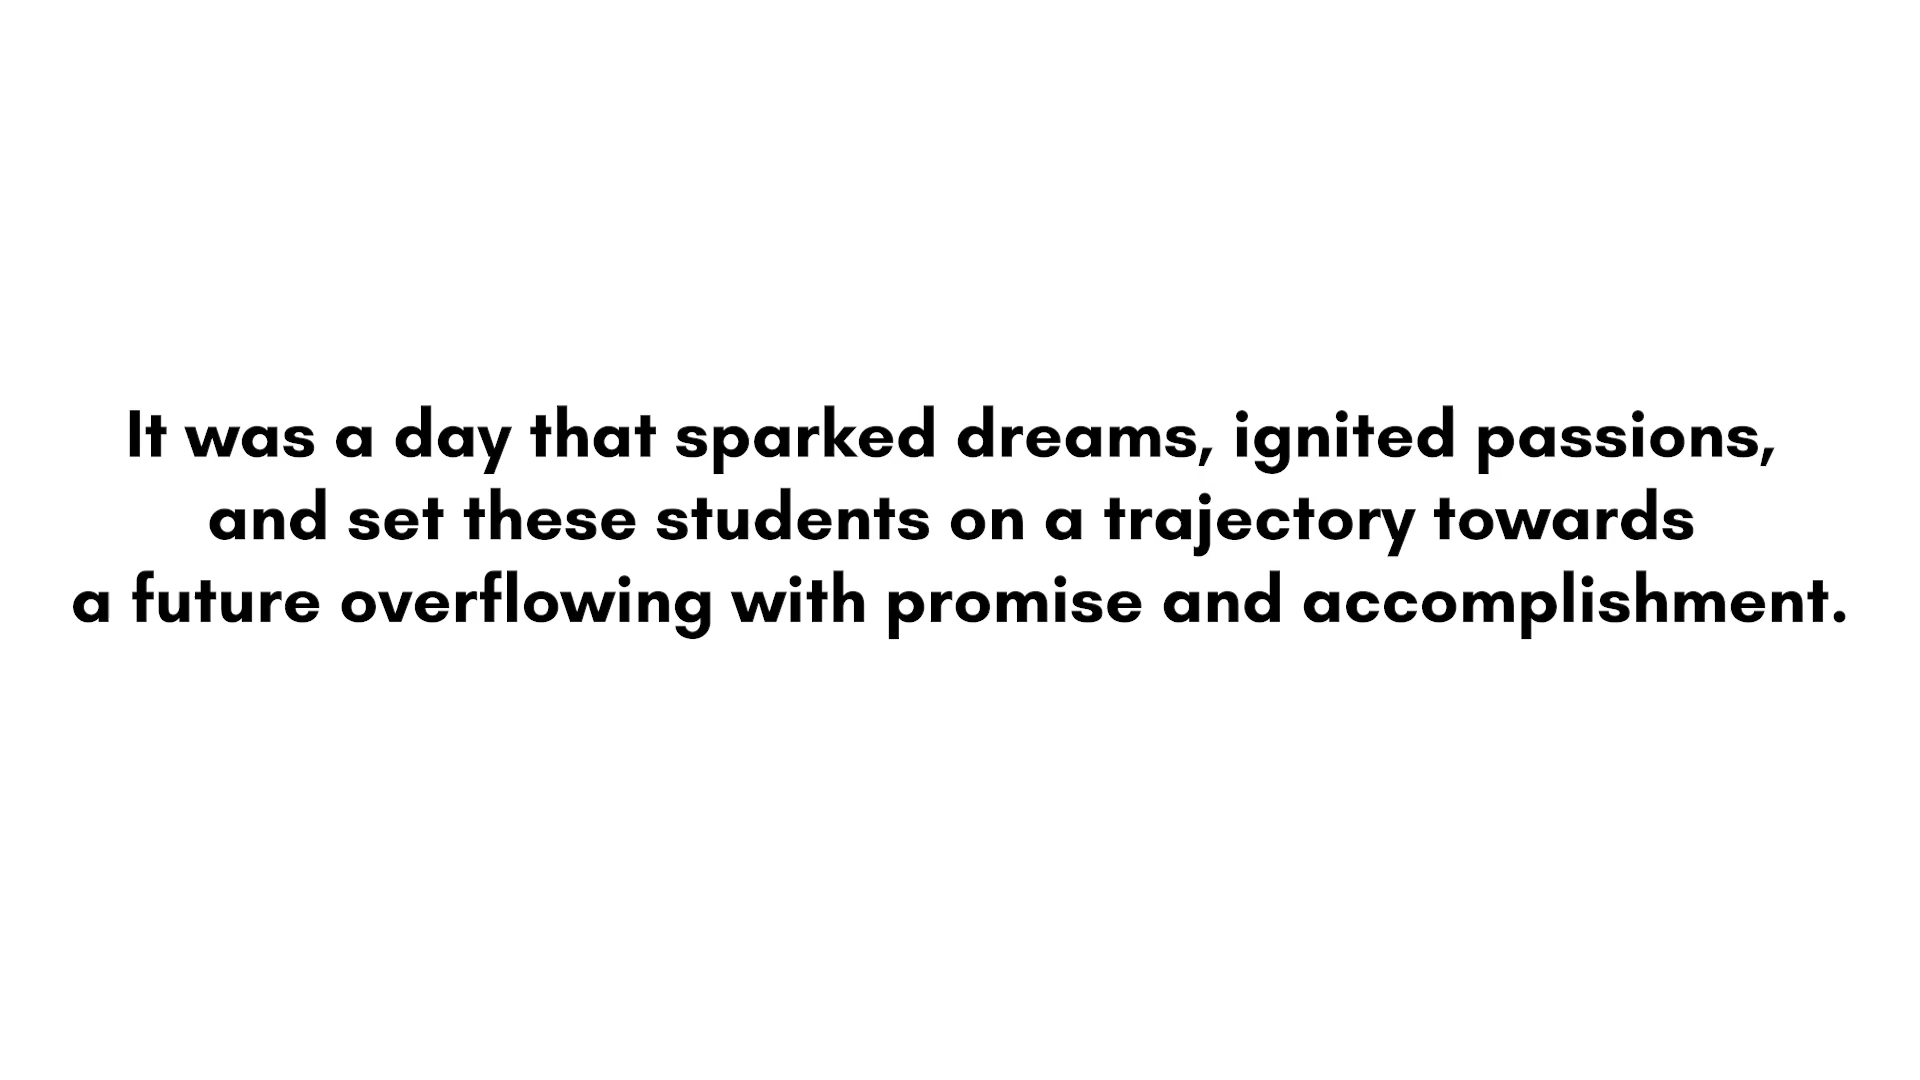 It was a day that sparked dreams, ignited passions,
and set these students on a trajectory towards
a future overflowing with promise and accomplishment.